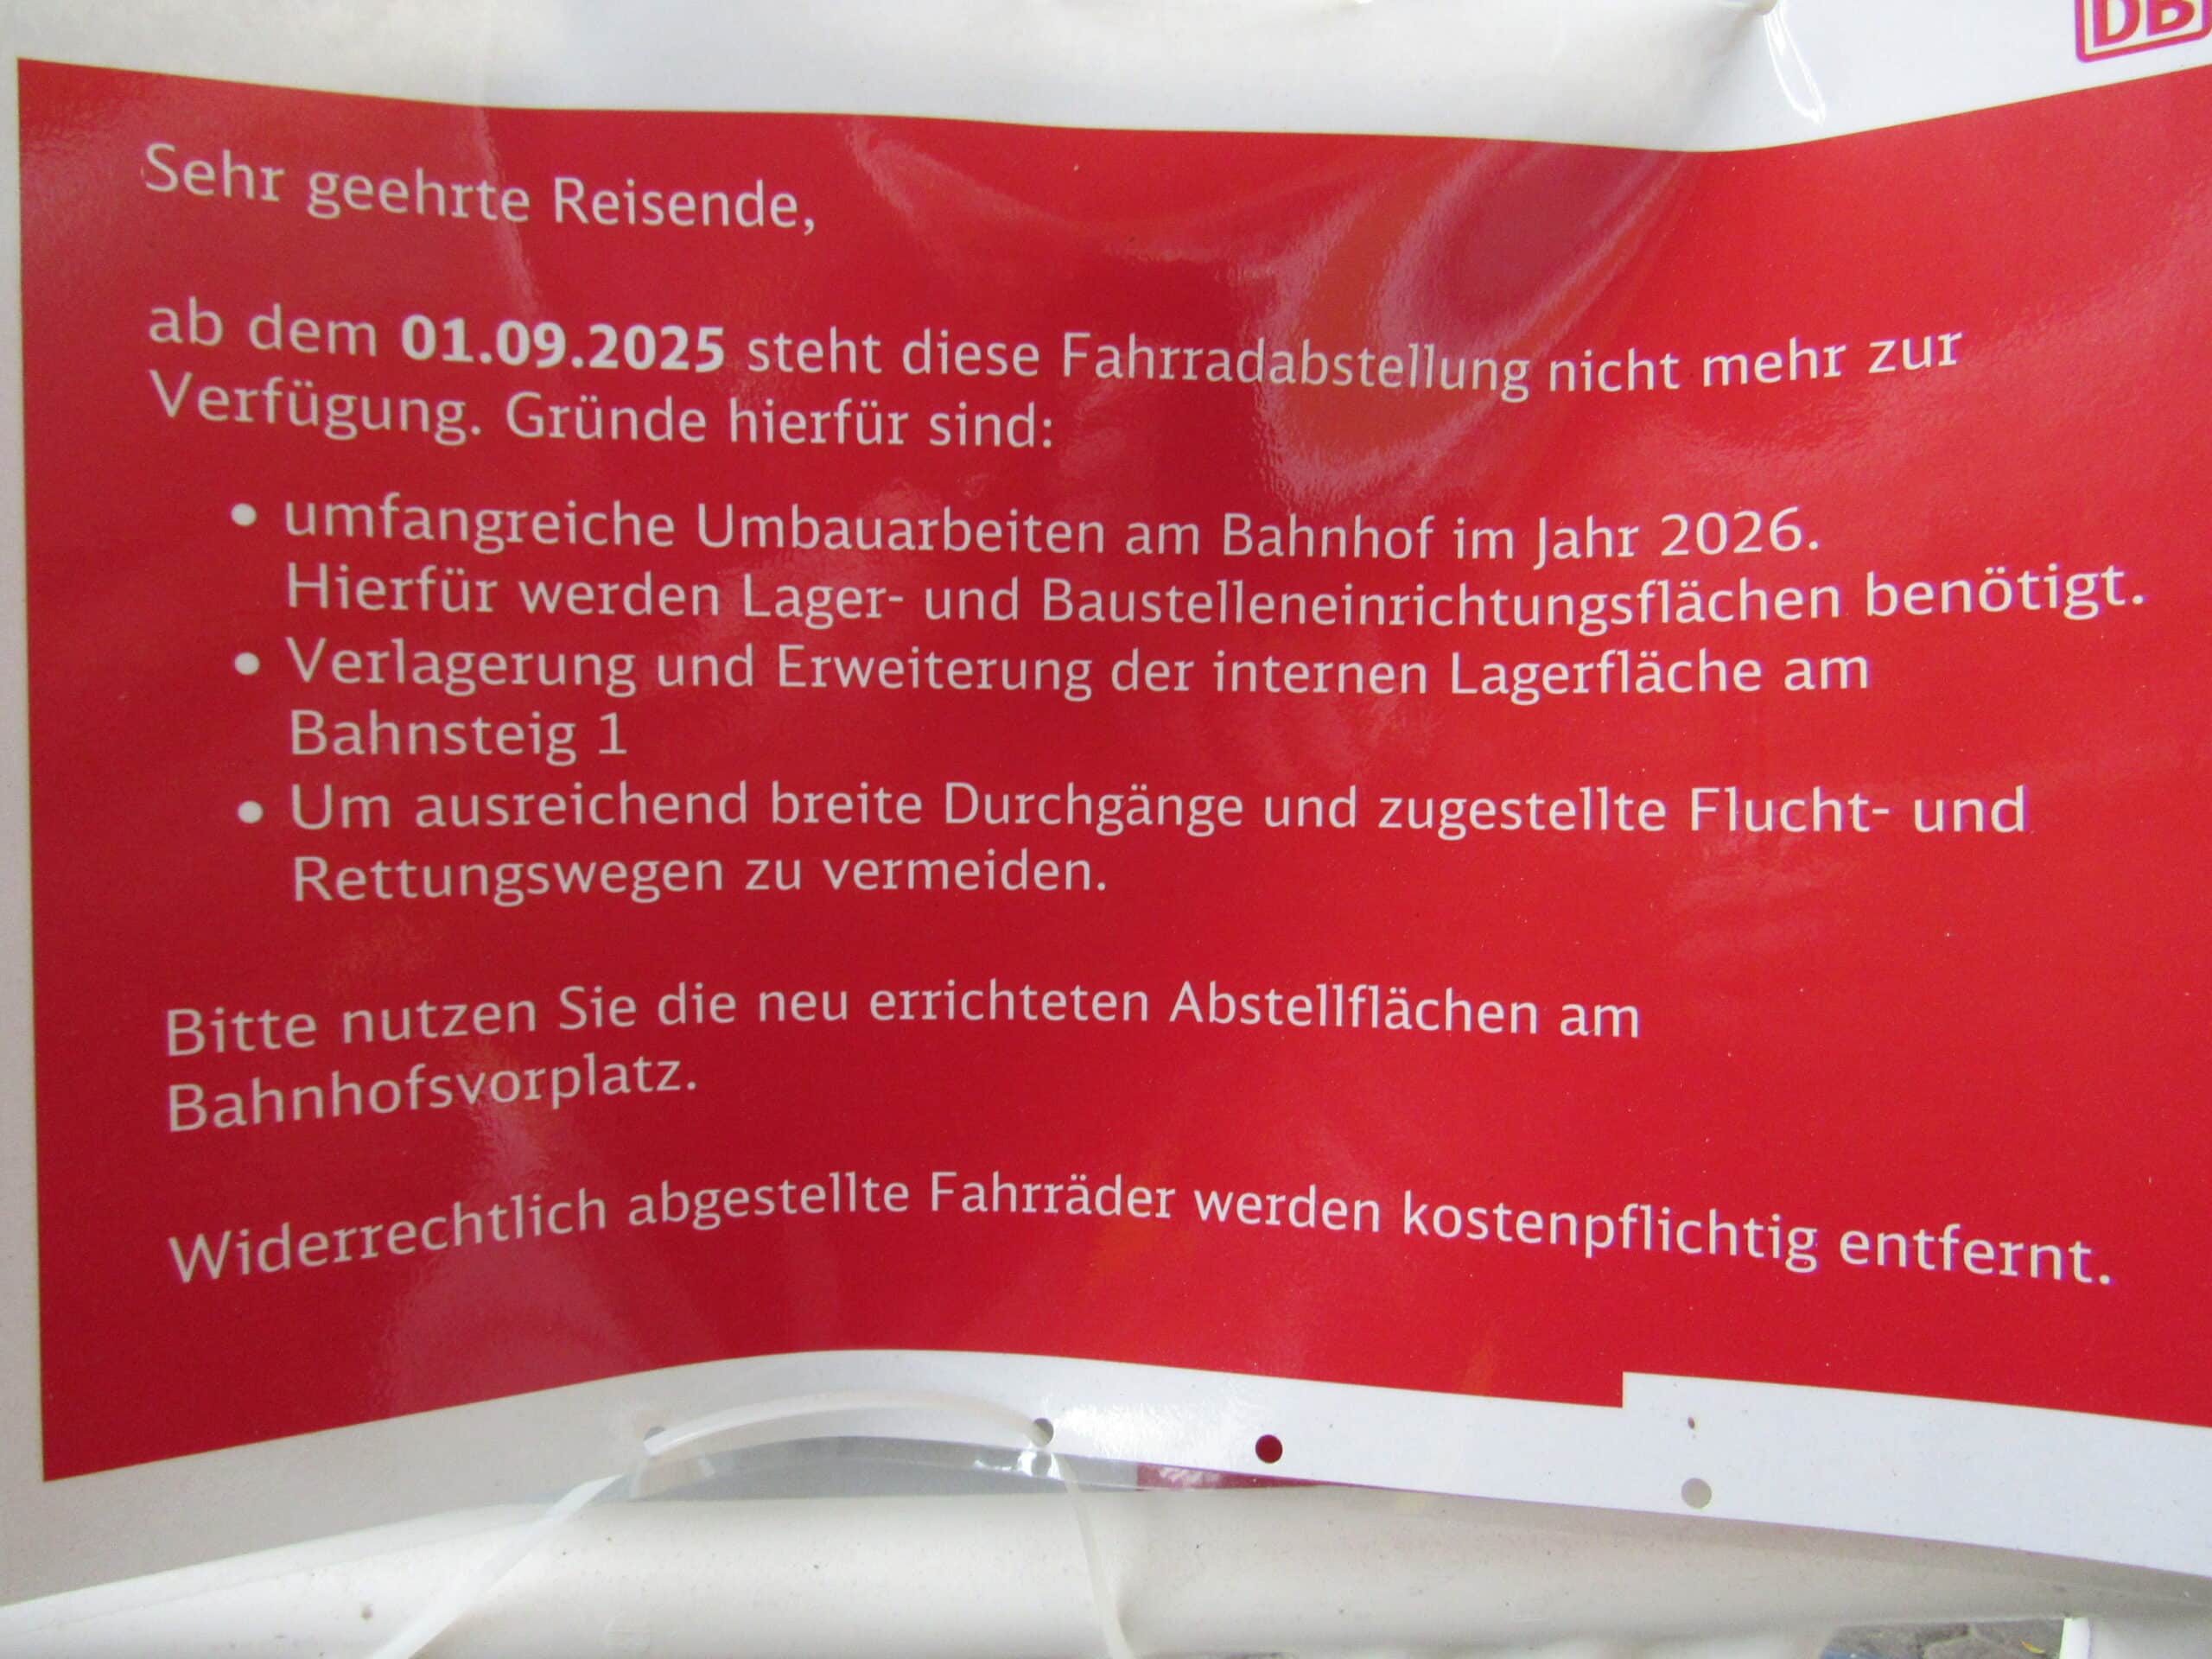 DB
Sehr geehrte Reisende,
ab dem 01.09.2025 steht diese Fahrradabstellung nicht mehr zur
Verfügung. Gründe hierfür sind:
• umfangreiche Umbauarbeiten am Bahnhof im Jahr 2026.
Hierfür werden Lager- und Baustelleneinrichtungsflächen benötigt.
• Verlagerung und Erweiterung der internen Lagerfläche am
Bahnsteig 1
• Um ausreichend breite Durchgänge und zugestellte Flucht- und
Rettungswegen zu vermeiden.
Bitte nutzen Sie die neu errichteten Abstellflächen am
Bahnhofsvorplatz.
Widerrechtlich abgestellte Fahrräder werden kostenpflichtig entfernt.